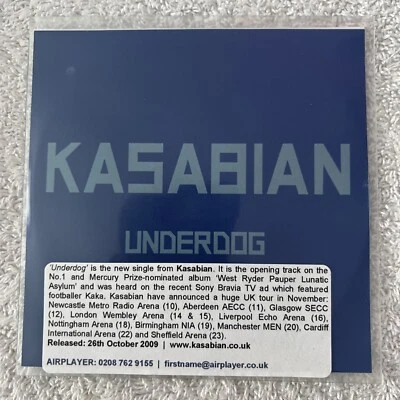 KASABIAN
UNDERDOG
'Underdog' is the new single from Kasabian. It is the opening track on the
No.1 and Mercury Prize-nominated album 'West Ryder Pauper Lunatic
Asylum' and was heard on the recent Sony Bravia TV ad which featured
footballer Kaka. Kasabian have announced a huge UK tour in November:
Newcastle Metro Radio Arena (10), Aberdeen AECC (11), Glasgow SECC
(12), London Wembley Arena (14 & 15), Liverpool Echo Arena (16),
Nottingham Arena (18), Birmingham NIA (19), Manchester MEN (20), Cardiff
International Arena (22) and Sheffield Arena (23).
Released: 26th October 2009 | www.kasabian.co.uk
AIRPLAYER: 0208 762 9155 | firstname@airplayer.co.uk